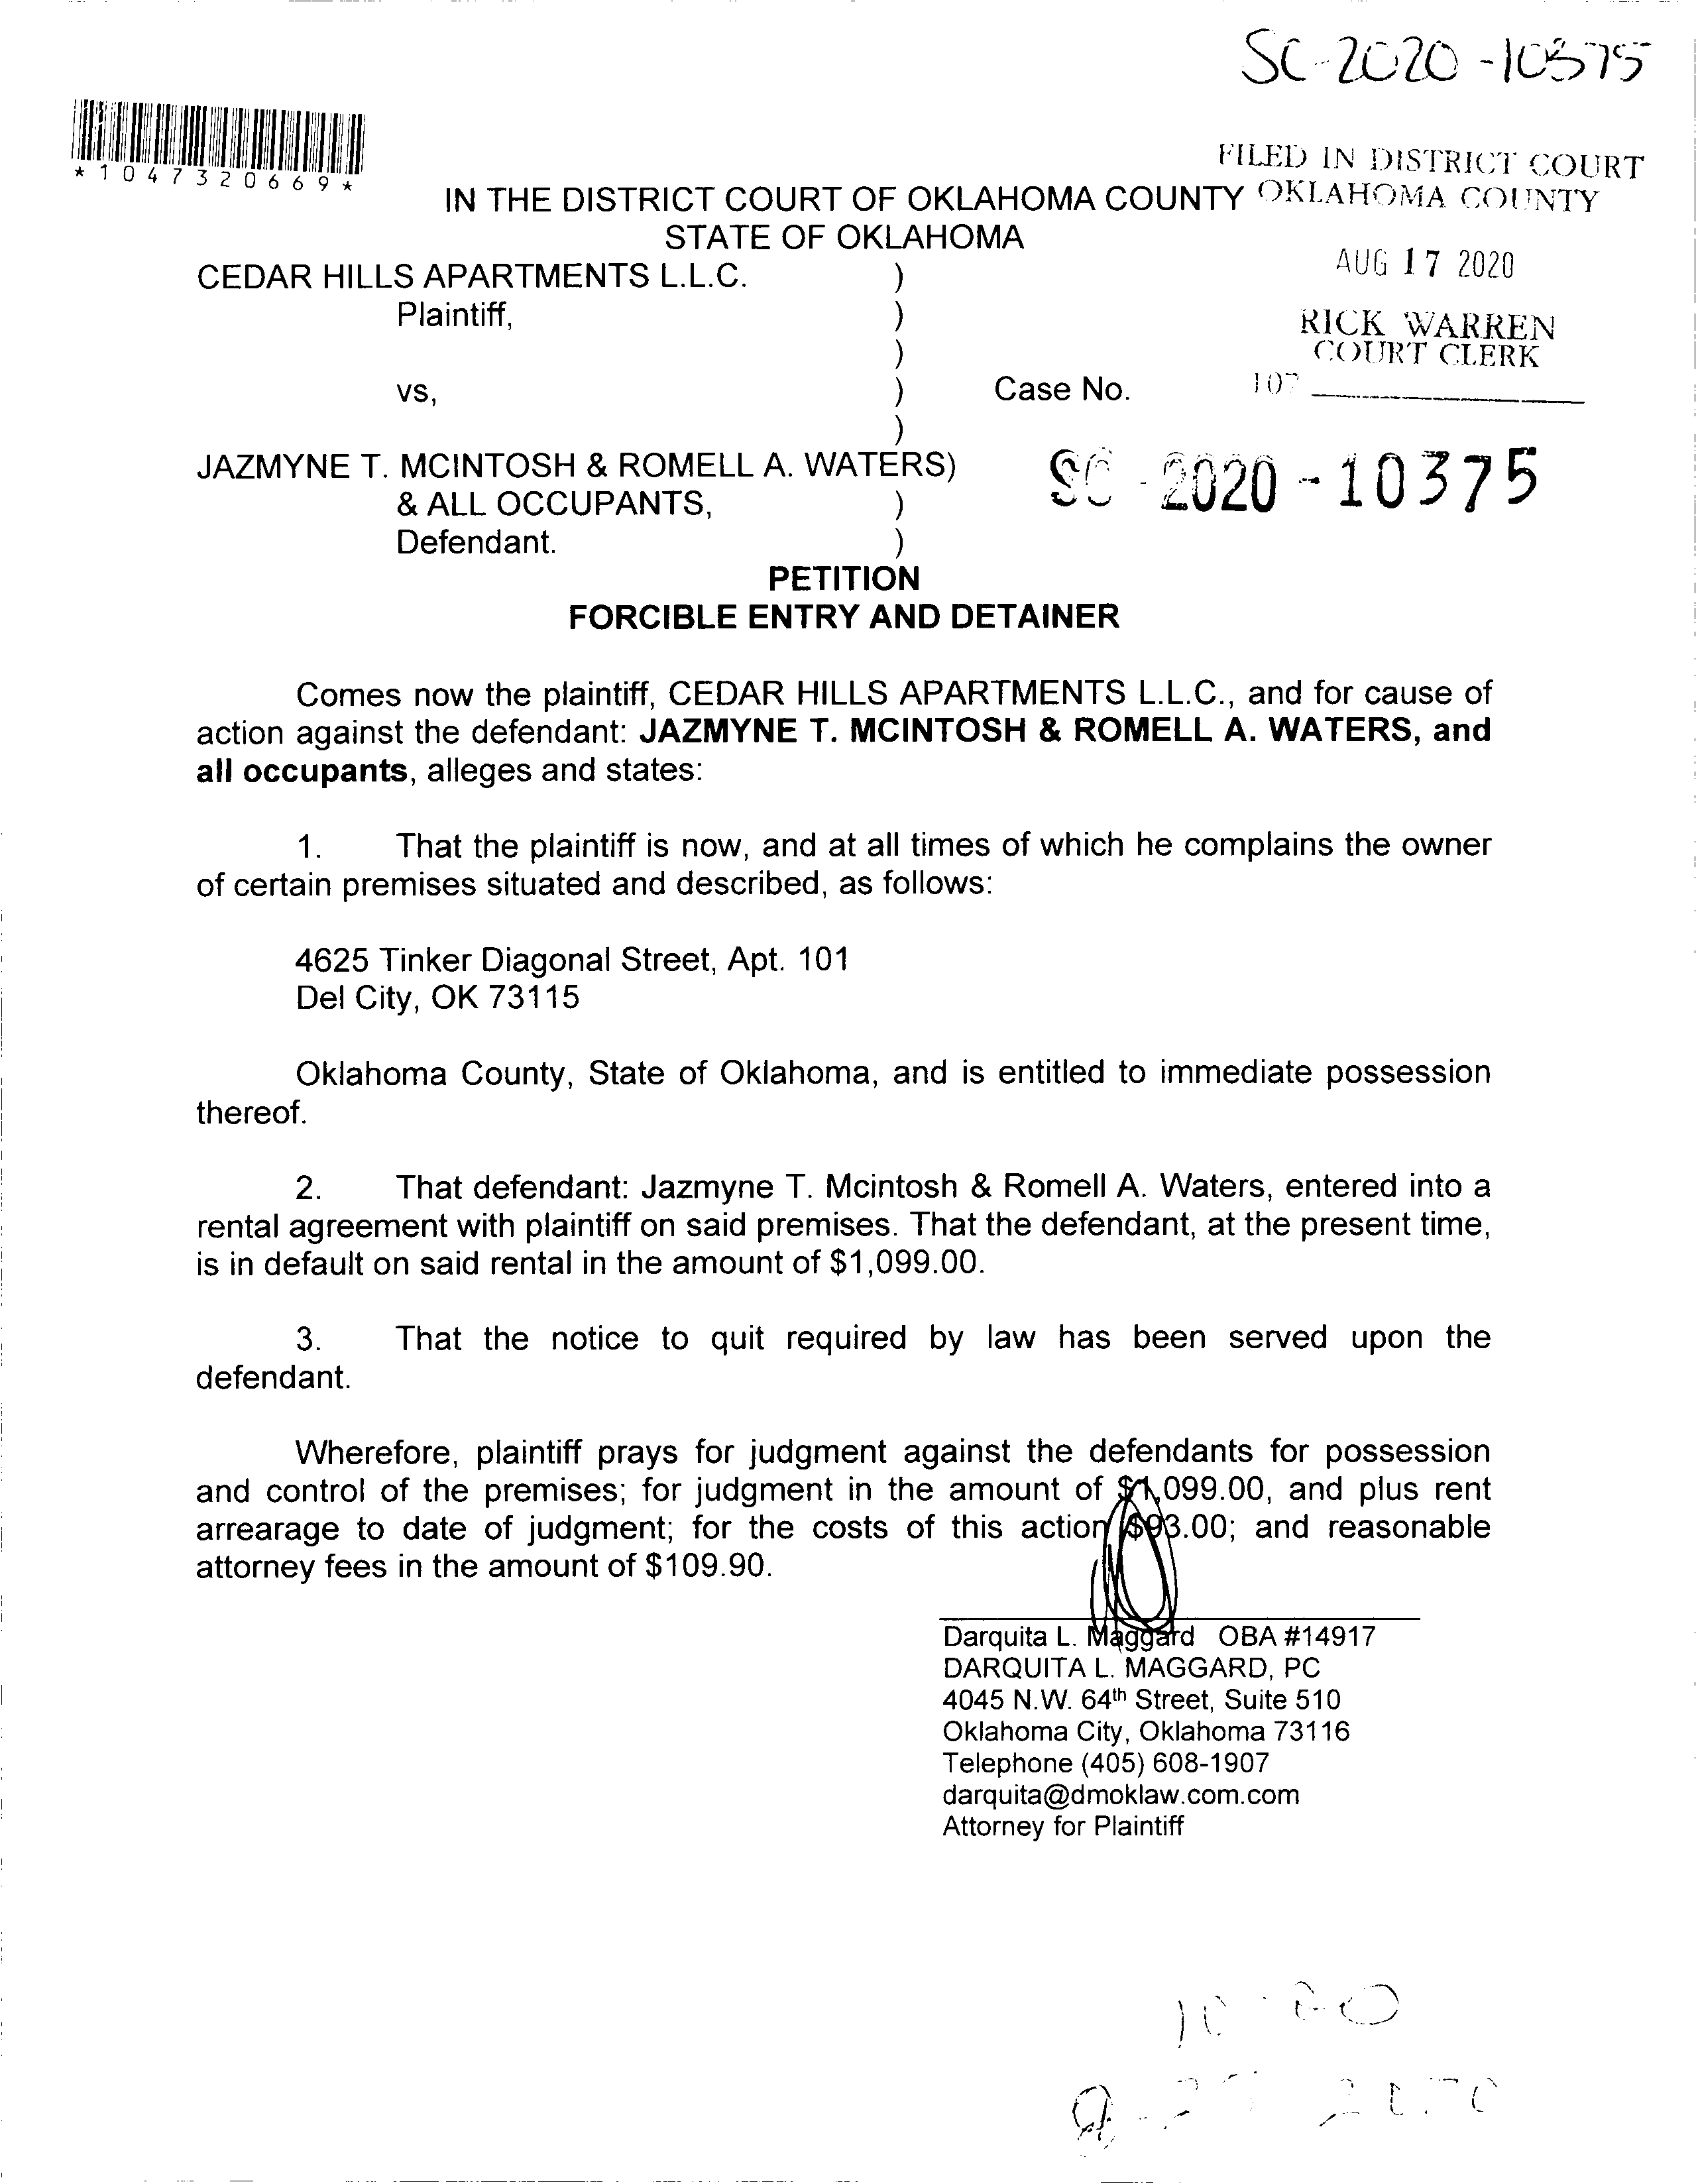 SC-2020-10375
*1047320669*
FILED IN DISTRICT COURT
OKLAHOMA COUNTY
IN THE DISTRICT COURT OF OKLAHOMA COUNTY
STATE OF OKLAHOMA
AUG 17 2020
RICK WARREN
COURT CLERK
107
CEDAR HILLS APARTMENTS L.L.C. )
Plaintiff, )
)
vs, ) Case No.
)
JAZMYNE T. MCINTOSH & ROMELL A. WATERS) SC-2020-10375
& ALL OCCUPANTS, )
Defendant. )
PETITION
FORCIBLE ENTRY AND DETAINER
Comes now the plaintiff, CEDAR HILLS APARTMENTS L.L.C., and for cause of
action against the defendant: JAZMYNE T. MCINTOSH & ROMELL A. WATERS, and
all occupants, alleges and states:
1. That the plaintiff is now, and at all times of which he complains the owner
of certain premises situated and described, as follows:
4625 Tinker Diagonal Street, Apt. 101
Del City, OK 73115
Oklahoma County, State of Oklahoma, and is entitled to immediate possession
thereof.
2. That defendant: Jazmyne T. Mcintosh & Romell A. Waters, entered into a
rental agreement with plaintiff on said premises. That the defendant, at the present time,
is in default on said rental in the amount of $1,099.00.
3. That the notice to quit required by law has been served upon the
defendant.
Wherefore, plaintiff prays for judgment against the defendants for possession
and control of the premises; for judgment in the amount of $1,099.00, and plus rent
arrearage to date of judgment; for the costs of this action $93.00; and reasonable
attorney fees in the amount of $109.90.
Darquita L. Maggard OBA #14917
DARQUITA L. MAGGARD, PC
4045 N.W. 64th Street, Suite 510
Oklahoma City, Oklahoma 73116
Telephone (405) 608-1907
darquita@dmoklaw.com.com
Attorney for Plaintiff